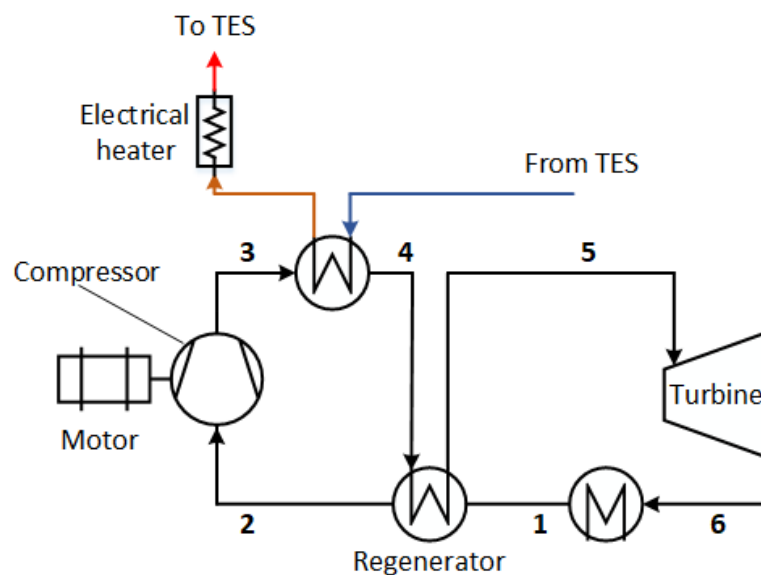 To TES
Electrical
heater
From TES
3
4
5
Compressor
Turbine
Motor
2
1
6
Regenerator